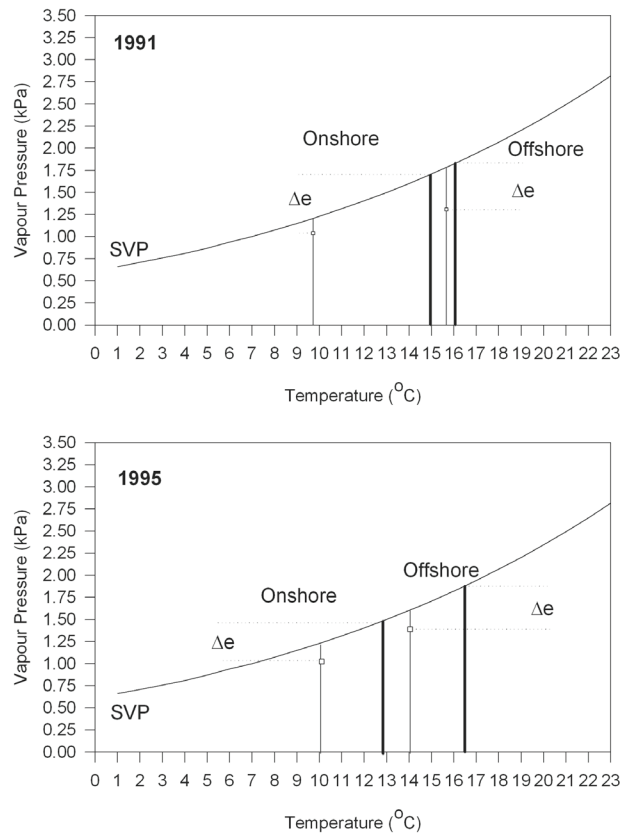 1991
Vapour Pressure (kPa)
3.50
3.25
3.00
2.75
2.50
2.25
2.00
1.75
1.50
1.25
1.00
0.75
0.50
0.25
0.00
Onshore
Offshore
Δe
Δe
SVP
0 1 2 3 4 5 6 7 8 9 10 11 12 13 14 15 16 17 18 19 20 21 22 23
Temperature (°C)
1995
Vapour Pressure (kPa)
3.50
3.25
3.00
2.75
2.50
2.25
2.00
1.75
1.50
1.25
1.00
0.75
0.50
0.25
0.00
Offshore
Onshore
Δe
Δe
SVP
0 1 2 3 4 5 6 7 8 9 10 11 12 13 14 15 16 17 18 19 20 21 22 23
Temperature (°C)